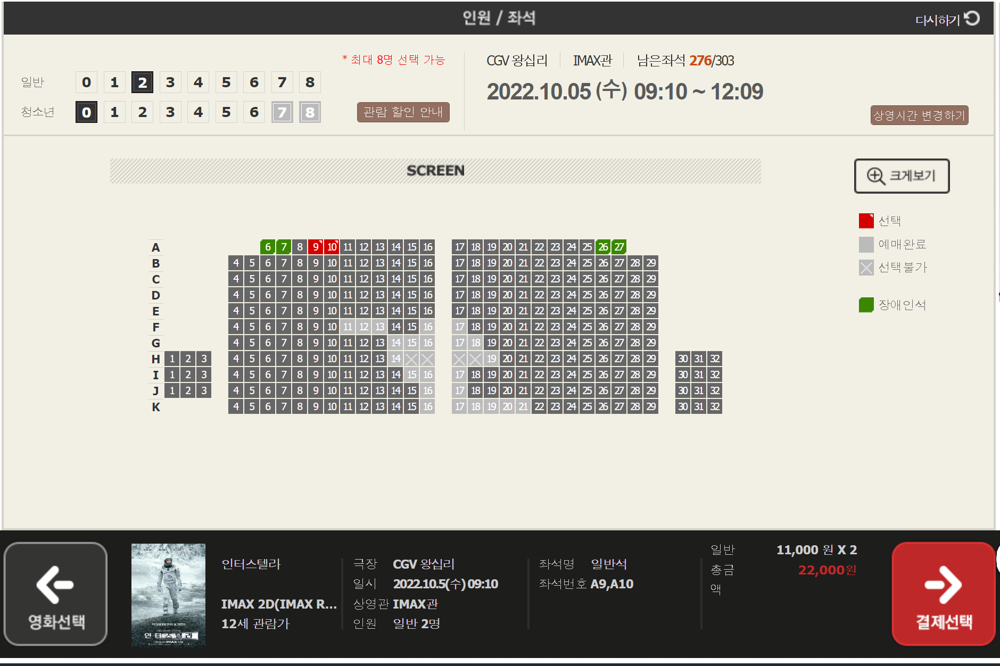 인원 / 좌석
다시하기
* 최대 8명 선택 가능
일반 0 1 2 3 4 5 6 7 8
청소년 0 1 2 3 4 5 6 7 8
관람 할인 안내
CGV 왕십리 IMAX관 남은좌석 276/303
2022.10.05 (수) 09:10 ~ 12:09
상영시간 변경하기
SCREEN
크게보기
선택
예매완료
선택불가
장애인석
A 6 7 8 9 10 11 12 13 14 15 16 17 18 19 20 21 22 23 24 25 26 27
B 4 5 6 7 8 9 10 11 12 13 14 15 16 17 18 19 20 21 22 23 24 25 26 27 28 29
C 4 5 6 7 8 9 10 11 12 13 14 15 16 17 18 19 20 21 22 23 24 25 26 27 28 29
D 4 5 6 7 8 9 10 11 12 13 14 15 16 17 18 19 20 21 22 23 24 25 26 27 28 29
E 4 5 6 7 8 9 10 11 12 13 14 15 16 17 18 19 20 21 22 23 24 25 26 27 28 29
F 4 5 6 7 8 9 10 11 12 13 14 15 16 17 18 19 20 21 22 23 24 25 26 27 28 29
G 4 5 6 7 8 9 10 11 12 13 14 15 16 17 18 19 20 21 22 23 24 25 26 27 28 29
H 1 2 3 4 5 6 7 8 9 10 11 12 13 14 19 20 21 22 23 24 25 26 27 28 29 30 31 32
I 1 2 3 4 5 6 7 8 9 10 11 12 13 14 15 16 17 18 19 20 21 22 23 24 25 26 27 28 29 30 31 32
J 1 2 3 4 5 6 7 8 9 10 11 12 13 14 15 16 17 18 19 20 21 22 23 24 25 26 27 28 29 30 31 32
K 4 5 6 7 8 9 10 11 12 13 14 15 16 17 18 19 20 21 22 23 24 25 26 27 28 29 30 31 32
영화선택
인터스텔라
IMAX
인터스텔라
IMAX 2D(IMAX R...
12세 관람가
극장 CGV 왕십리
일시 2022.10.5(수) 09:10
상영관 IMAX관
인원 일반 2명
좌석명 일반석
좌석번호 A9,A10
일반 11,000 원 X 2
총금액 22,000원
결제선택